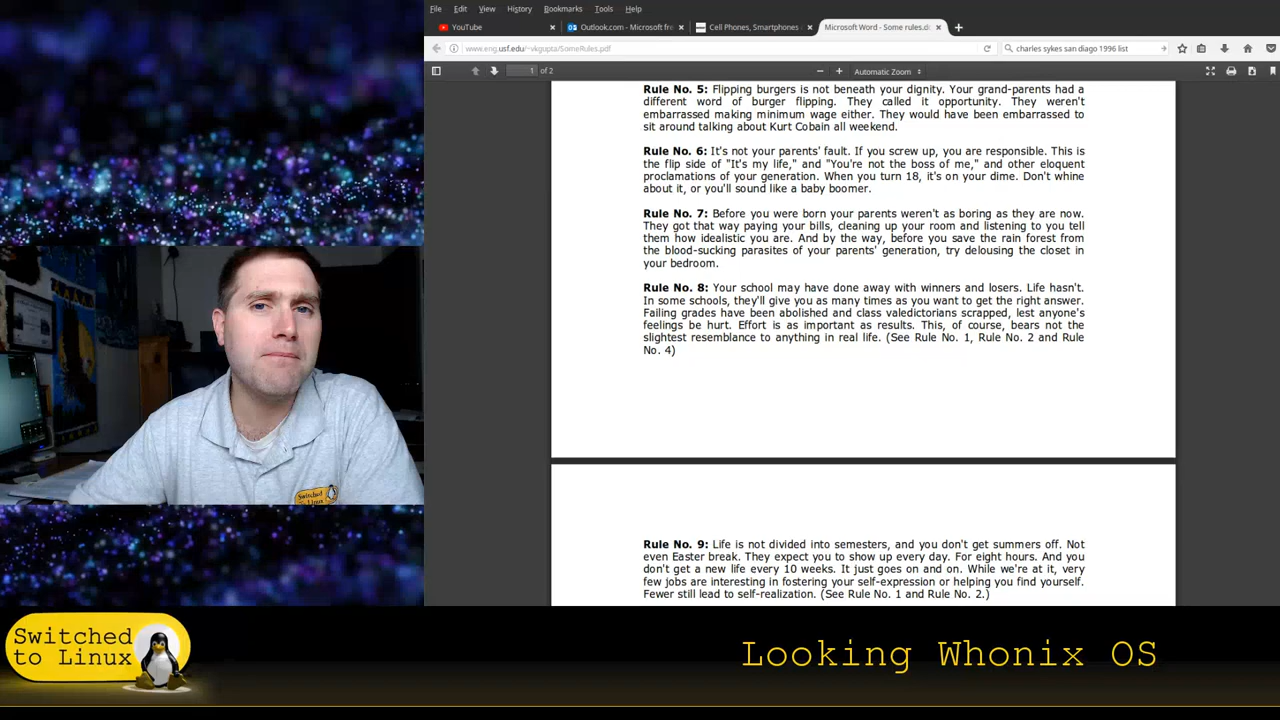 File Edit View History Bookmarks Tools Help
YouTube
Outlook.com - Microsoft fr
Cell Phones, Smartphones
Microsoft Word - Some rules.d
www.eng.usf.edu/~vkgupta/SomeRules.pdf
charles sykes san diago 1996 list
1 of 2
Automatic Zoom
Rule No. 5: Flipping burgers is not beneath your dignity. Your grand-parents had a
different word of burger flipping. They called it opportunity. They weren't
embarrassed making minimum wage either. They would have been embarrassed to
sit around talking about Kurt Cobain all weekend.
Rule No. 6: It's not your parents' fault. If you screw up, you are responsible. This is
the flip side of "It's my life," and "You're not the boss of me," and other eloquent
proclamations of your generation. When you turn 18, it's on your dime. Don't whine
about it, or you'll sound like a baby boomer.
Rule No. 7: Before you were born your parents weren't as boring as they are now.
They got that way paying your bills, cleaning up your room and listening to you tell
them how idealistic you are. And by the way, before you save the rain forest from
the blood-sucking parasites of your parents' generation, try delousing the closet in
your bedroom.
Rule No. 8: Your school may have done away with winners and losers. Life hasn't.
In some schools, they'll give you as many times as you want to get the right answer.
Failing grades have been abolished and class valedictorians scrapped, lest anyone's
feelings be hurt. Effort is as important as results. This, of course, bears not the
slightest resemblance to anything in real life. (See Rule No. 1, Rule No. 2 and Rule
No. 4)
Rule No. 9: Life is not divided into semesters, and you don't get summers off. Not
even Easter break. They expect you to show up every day. For eight hours. And you
don't get a new life every 10 weeks. It just goes on and on. While we're at it, very
few jobs are interesting in fostering your self-expression or helping you find yourself.
Fewer still lead to self-realization. (See Rule No. 1 and Rule No. 2.)
Switched
to Linux
Switched
to Linux
Looking Whonix OS